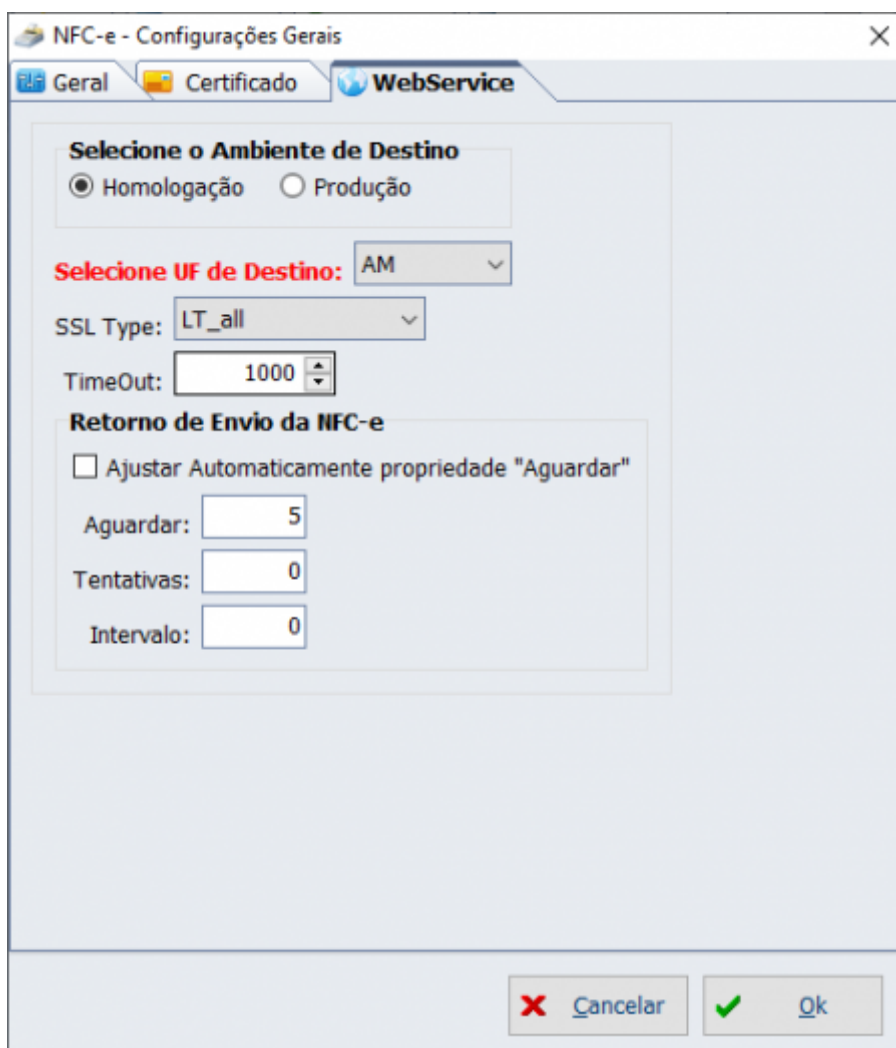 NFC-e - Configurações Gerais
Geral Certificado WebService
Selecione o Ambiente de Destino
Homologação Produção
Selecione UF de Destino: AM
SSL Type: LT_all
TimeOut: 1000
Retorno de Envio da NFC-e
Ajustar Automaticamente propriedade "Aguardar"
Aguardar: 5
Tentativas: 0
Intervalo: 0
Cancelar Ok